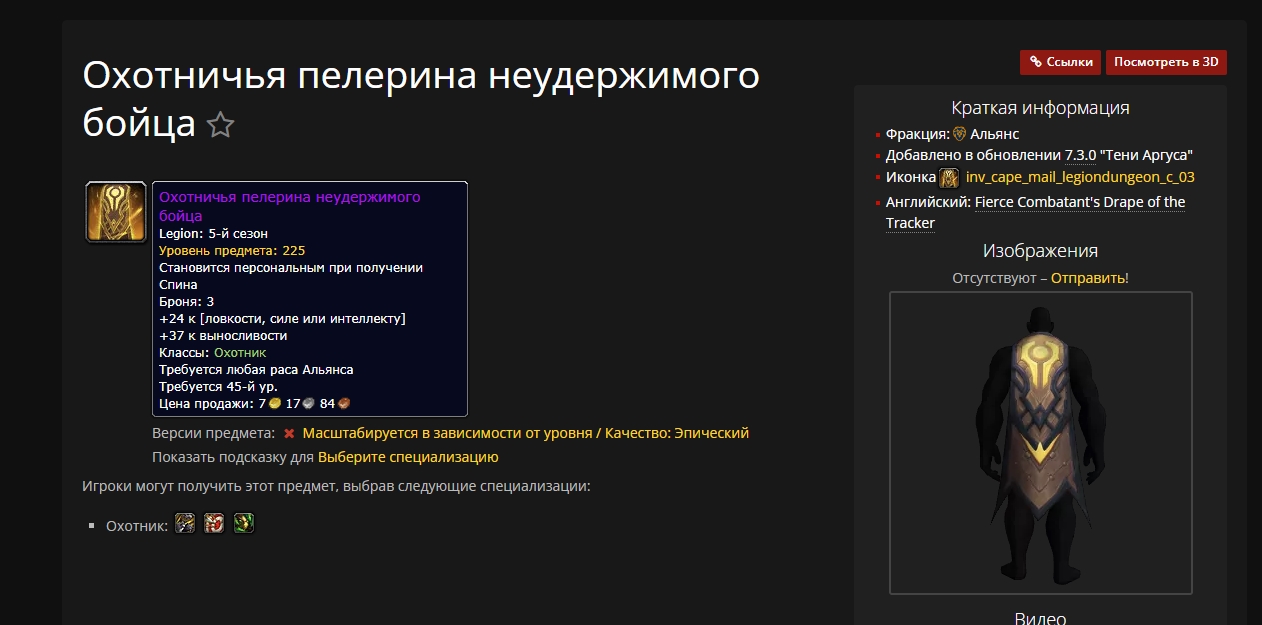 Охотничья пелерина неудержимого
бойца
Охотничья пелерина неудержимого
бойца
Legion: 5-й сезон
Уровень предмета: 225
Становится персональным при получении
Спина
Броня: 3
+24 к [ловкости, силе или интеллекту]
+37 к выносливости
Классы: Охотник
Требуется любая раса Альянса
Требуется 45-й ур.
Цена продажи: 7 17 84
Версии предмета: Масштабируется в зависимости от уровня / Качество: Эпический
Показать подсказку для Выберите специализацию
Игроки могут получить этот предмет, выбрав следующие специализации:
Охотник:
Ссылки
Посмотреть в 3D
Краткая информация
Фракция: Альянс
Добавлено в обновлении 7.3.0 "Тени Аргуса"
Иконка inv_cape_mail_legiondungeon_c_03
Английский: Fierce Combatant's Drape of the
Tracker
Изображения
Отсутствуют – Отправить!
Видео